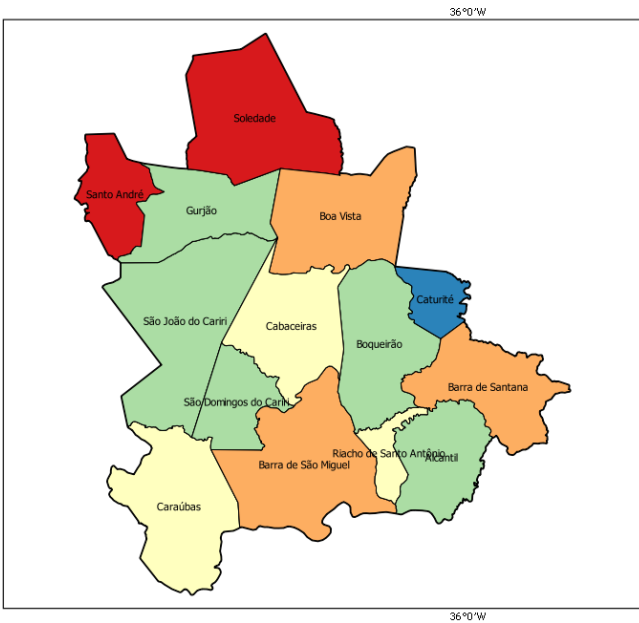 36°0'W
Soledade
Santo André
Gurjão
Boa Vista
Caturité
São João do Cariri
Cabaceiras
Boqueirão
Barra de Santana
São Domingos do Cariri
Riacho de Santo Antônio
Alcantil
Barra de São Miguel
Caraúbas
36°0'W